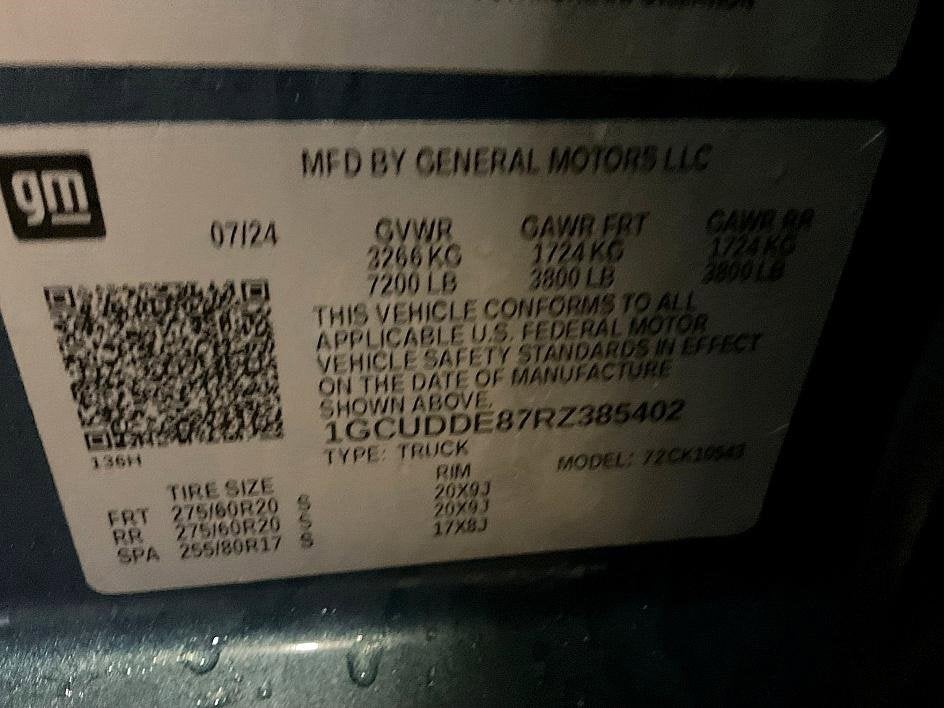 gm
MFD BY GENERAL MOTORS LLC
07/24 GVWR GAWR FRT GAWR RR
3266 KG 1724 KG 1724 KG
7200 LB 3800 LB 3800 LB
THIS VEHICLE CONFORMS TO ALL
APPLICABLE U.S. FEDERAL MOTOR
VEHICLE SAFETY STANDARDS IN EFFECT
ON THE DATE OF MANUFACTURE
SHOWN ABOVE.
1GCUDDE87RZ385402
136H
TYPE: TRUCK MODEL: 72CK10543
TIRE SIZE RIM
FRT 275/60R20 S 20X9J
RR 275/60R20 S 20X9J
SPA 255/80R17 S 17X8J